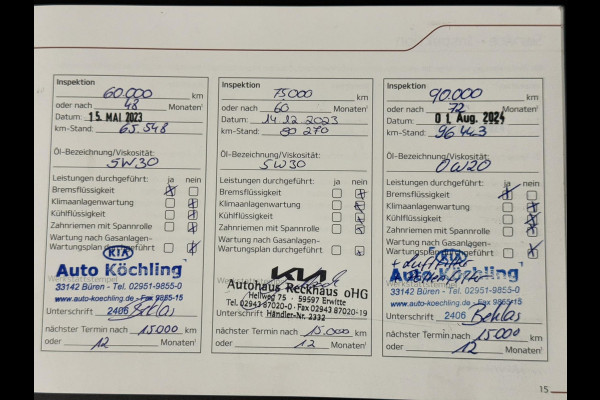 Inspektion
60.000 km
oder nach 48 Monaten¹
Datum: 15. MAI 2023
km-Stand: 65.548
Öl-Bezeichnung/Viskosität:
5W30
Leistungen durchgeführt: ja nein
Bremsflüssigkeit
Klimaanlagenwartung
Kühlflüssigkeit
Zahnriemen mit Spannrolle
Wartung nach Gasanlagen-
Wartungsplan durchgeführt
KIA
Auto Köchling
33142 Büren - Tel. 02951-9855-0
www.auto-koechling.de - Fax 9855-15
Unterschrift 2406
nächster Termin nach 15000 km
oder 12 Monaten¹
Inspektion
75000 km
oder nach 60 Monaten¹
Datum: 14.12.2023
km-Stand: 80 270
Öl-Bezeichnung/Viskosität:
5W30
Leistungen durchgeführt: ja nein
Bremsflüssigkeit
Klimaanlagenwartung
Kühlflüssigkeit
Zahnriemen mit Spannrolle
Wartung nach Gasanlagen-
Wartungsplan durchgeführt
KIA
Autohaus Reckhaus oHG
Hellweg 75 - 59597 Erwitte
Tel. 02943 87020-0 - Fax 02943 87020-19
Unterschrift Händler-Nr. 2332
nächster Termin nach 15.000 km
oder 12 Monaten¹
Inspektion
90.000 km
oder nach 72 Monaten¹
Datum: 01. Aug. 2024
km-Stand: 96443
Öl-Bezeichnung/Viskosität:
0W20
Leistungen durchgeführt: ja nein
Bremsflüssigkeit
Klimaanlagenwartung
Kühlflüssigkeit
Zahnriemen mit Spannrolle
Wartung nach Gasanlagen-
Wartungsplan durchgeführt
+ Luftfilter
KIA
Auto Köchling
33142 Büren - Tel. 02951-9855-0
www.auto-koechling.de - Fax 9855-15
Unterschrift 2406
nächster Termin nach 15000 km
oder 12 Monaten¹
15